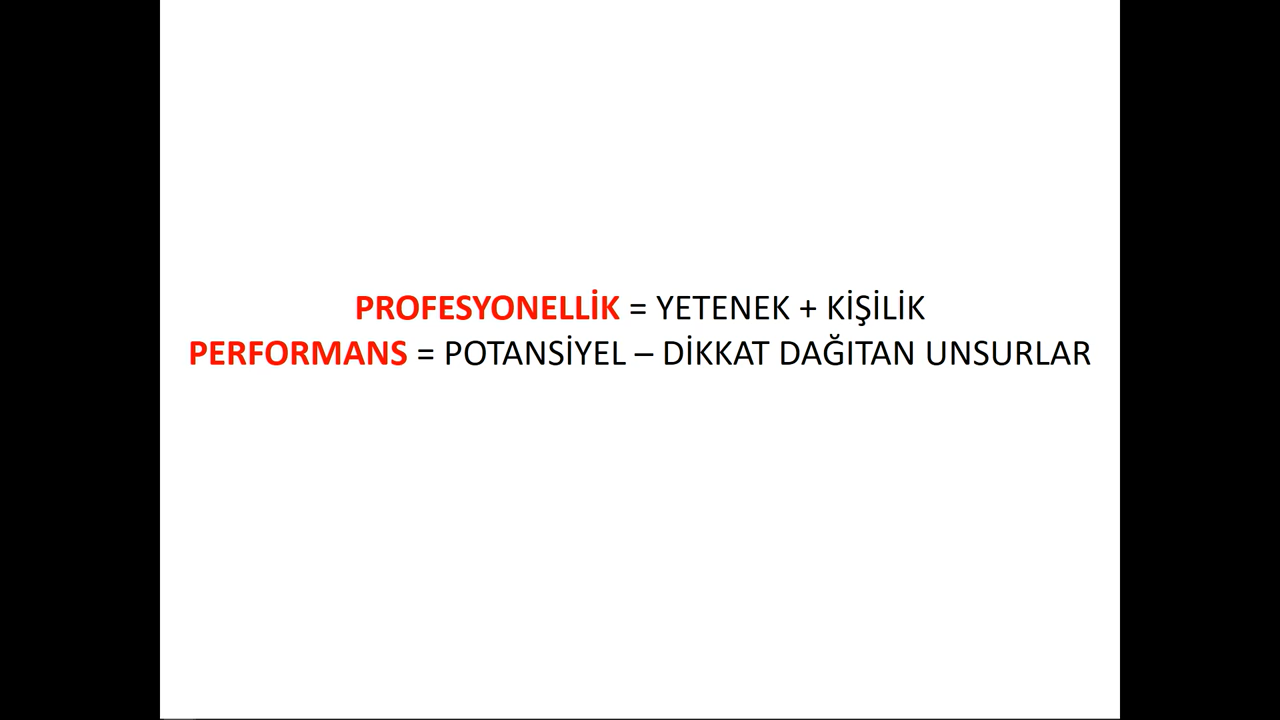 PROFESYONELLİK = YETENEK + KİŞİLİK
PERFORMANS = POTANSİYEL – DİKKAT DAĞITAN UNSURLAR